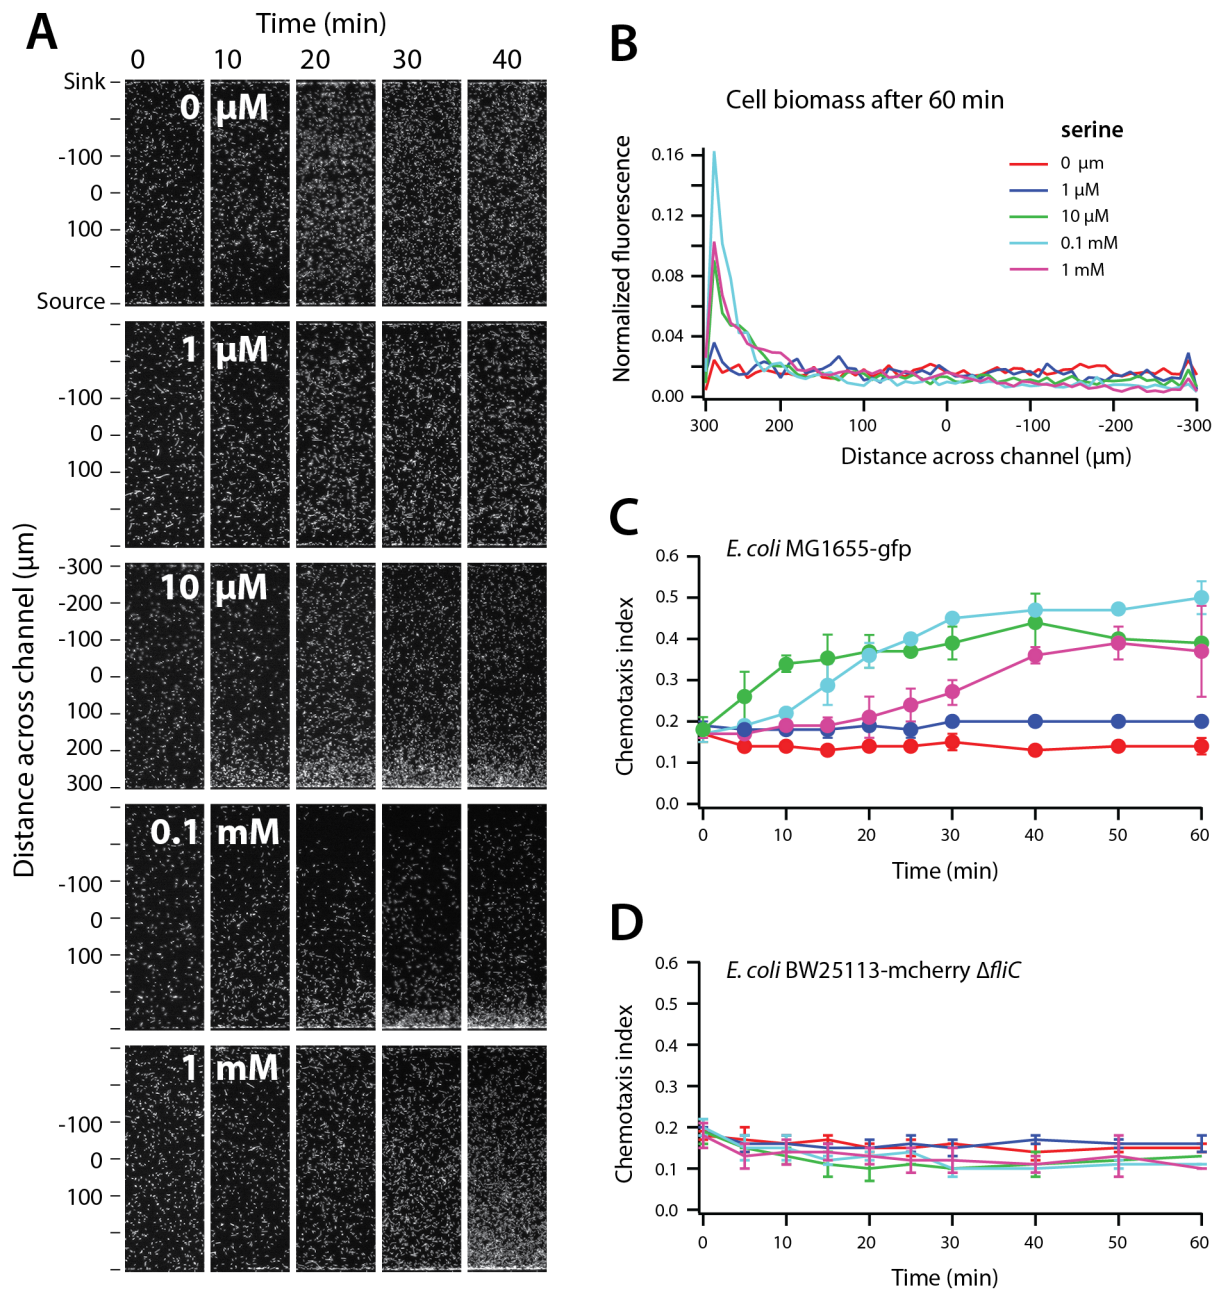 A
Time (min)
0 10 20 30 40
Distance across channel (µm)
Sink
-100
0
100
Source
0 µM
-100
0
100
1 µM
-300
-200
-100
0
100
200
300
10 µM
-100
0
100
0.1 mM
-100
0
100
1 mM
B
Cell biomass after 60 min
serine
0 µm
1 µM
10 µM
0.1 mM
1 mM
Normalized fluorescence
0.16
0.12
0.08
0.04
0.00
300 200 100 0 -100 -200 -300
Distance across channel (µm)
C
E. coli MG1655-gfp
Chemotaxis index
0.6
0.5
0.4
0.3
0.2
0.1
0.0
0 10 20 30 40 50 60
Time (min)
D
E. coli BW25113-mcherry ΔfliC
Chemotaxis index
0.6
0.5
0.4
0.3
0.2
0.1
0.0
0 10 20 30 40 50 60
Time (min)